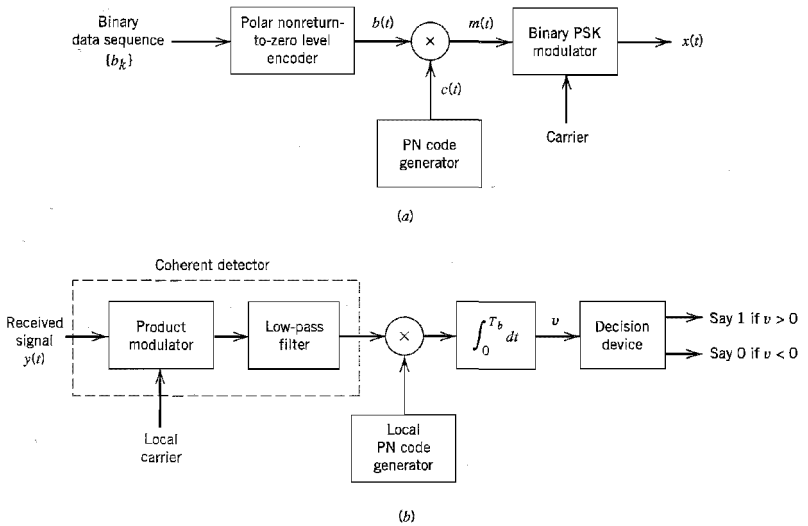 Binary
data sequence
{b_k}
Polar nonreturn-
to-zero level
encoder
b(t)
×
m(t)
Binary PSK
modulator
x(t)
c(t)
PN code
generator
Carrier
(a)
Coherent detector
Received
signal
y(t)
Product
modulator
Low-pass
filter
×
∫_0^{T_b} dt
v
Decision
device
Say 1 if v > 0
Say 0 if v < 0
Local
carrier
Local
PN code
generator
(b)